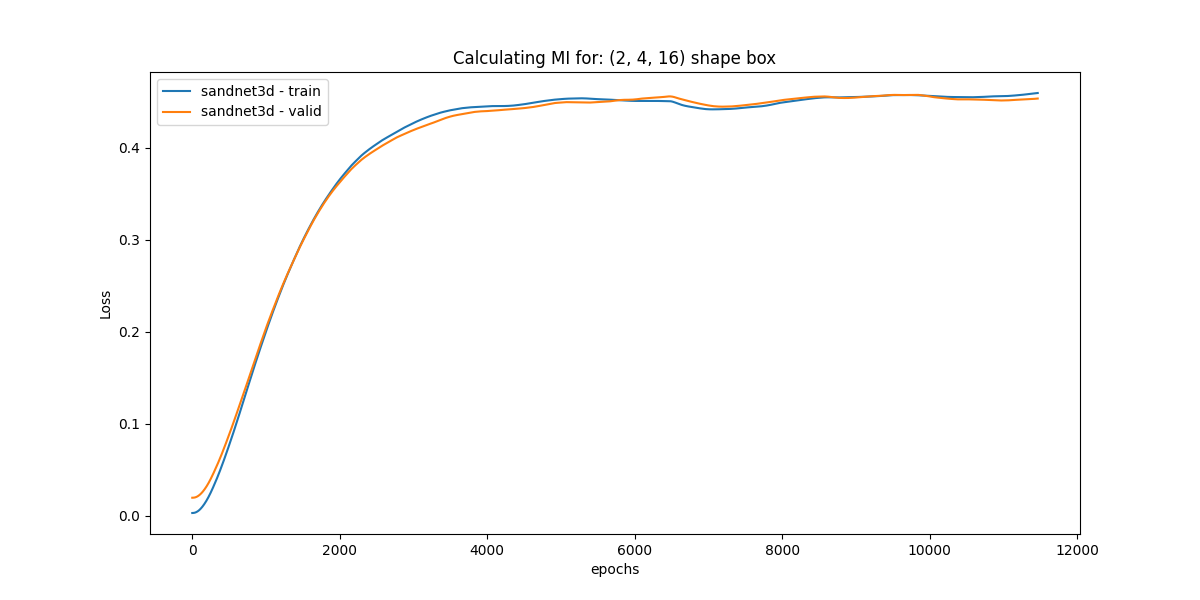 Calculating MI for: (2, 4, 16) shape box
sandnet3d - train
sandnet3d - valid
Loss
0.4
0.3
0.2
0.1
0.0
0 2000 4000 6000 8000 10000 12000
epochs